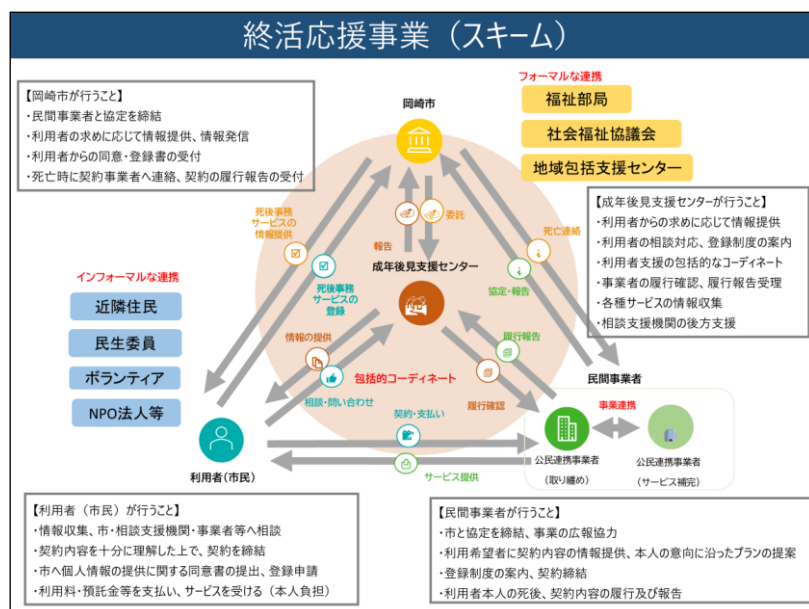 終活応援事業（スキーム）
【岡崎市が行うこと】
・民間事業者と協定を締結
・利用者の求めに応じて情報提供、情報発信
・利用者からの同意・登録書の受付
・死亡時に契約事業者へ連絡、契約の履行報告の受付
岡崎市
フォーマルな連携
福祉部局
社会福祉協議会
地域包括支援センター
【成年後見支援センターが行うこと】
・利用者からの求めに応じて情報提供
・利用者の相談対応、登録制度の案内
・利用者支援の包括的なコーディネート
・事業者の履行確認、履行報告受理
・各種サービスの情報収集
・相談支援機関の後方支援
死後事務
サービスの
情報提供
死後事務
サービスの
登録
報告
委託
死亡連絡
協定・報告
成年後見支援センター
インフォーマルな連携
近隣住民
民生委員
ボランティア
NPO法人等
情報の提供
相談・問い合わせ
包括的コーディネート
履行報告
履行確認
契約・支払い
サービス提供
利用者(市民)
民間事業者
事業連携
公民連携事業者
（取り纏め）
公民連携事業者
（サービス補完）
【利用者（市民）が行うこと】
・情報収集、市・相談支援機関・事業者等へ相談
・契約内容を十分に理解した上で、契約を締結
・市へ個人情報の提供に関する同意書の提出、登録申請
・利用料・預託金等を支払い、サービスを受ける（本人負担）
【民間事業者が行うこと】
・市と協定を締結、事業の広報協力
・利用希望者に契約内容の情報提供、本人の意向に沿ったプランの提案
・登録制度の案内、契約締結
・利用者本人の死後、契約内容の履行及び報告